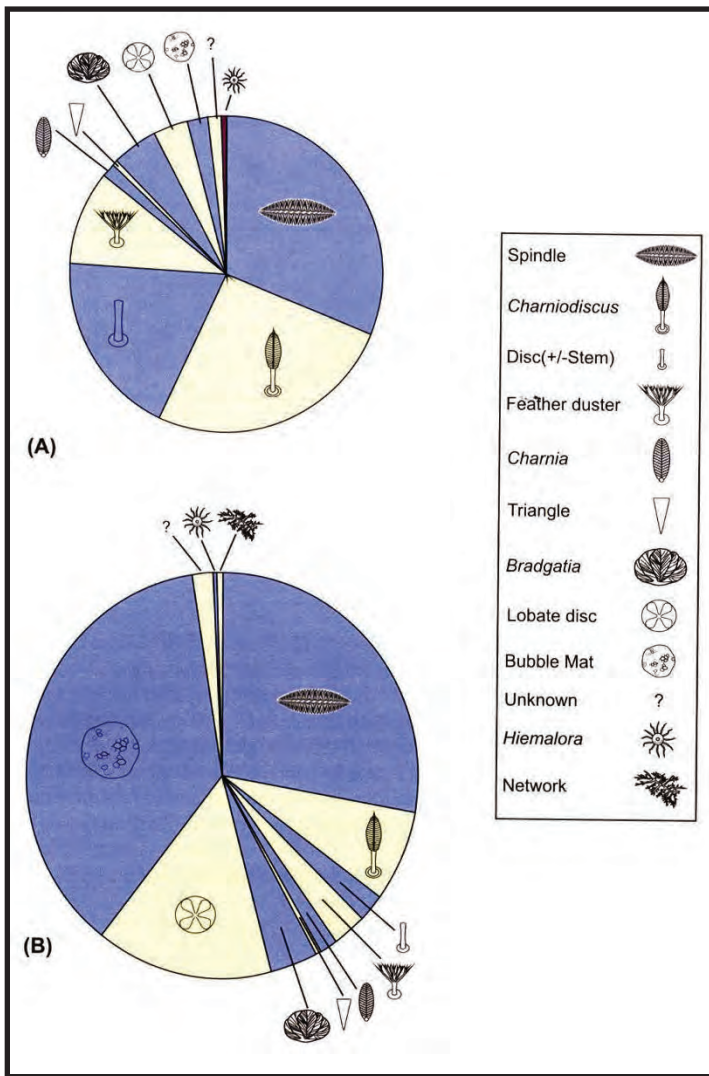 ?
(A)
?
(B)
Spindle
Charniodiscus
Disc(+/-Stem)
Feather duster
Charnia
Triangle
Bradgatia
Lobate disc
Bubble Mat
Unknown ?
Hiemalora
Network